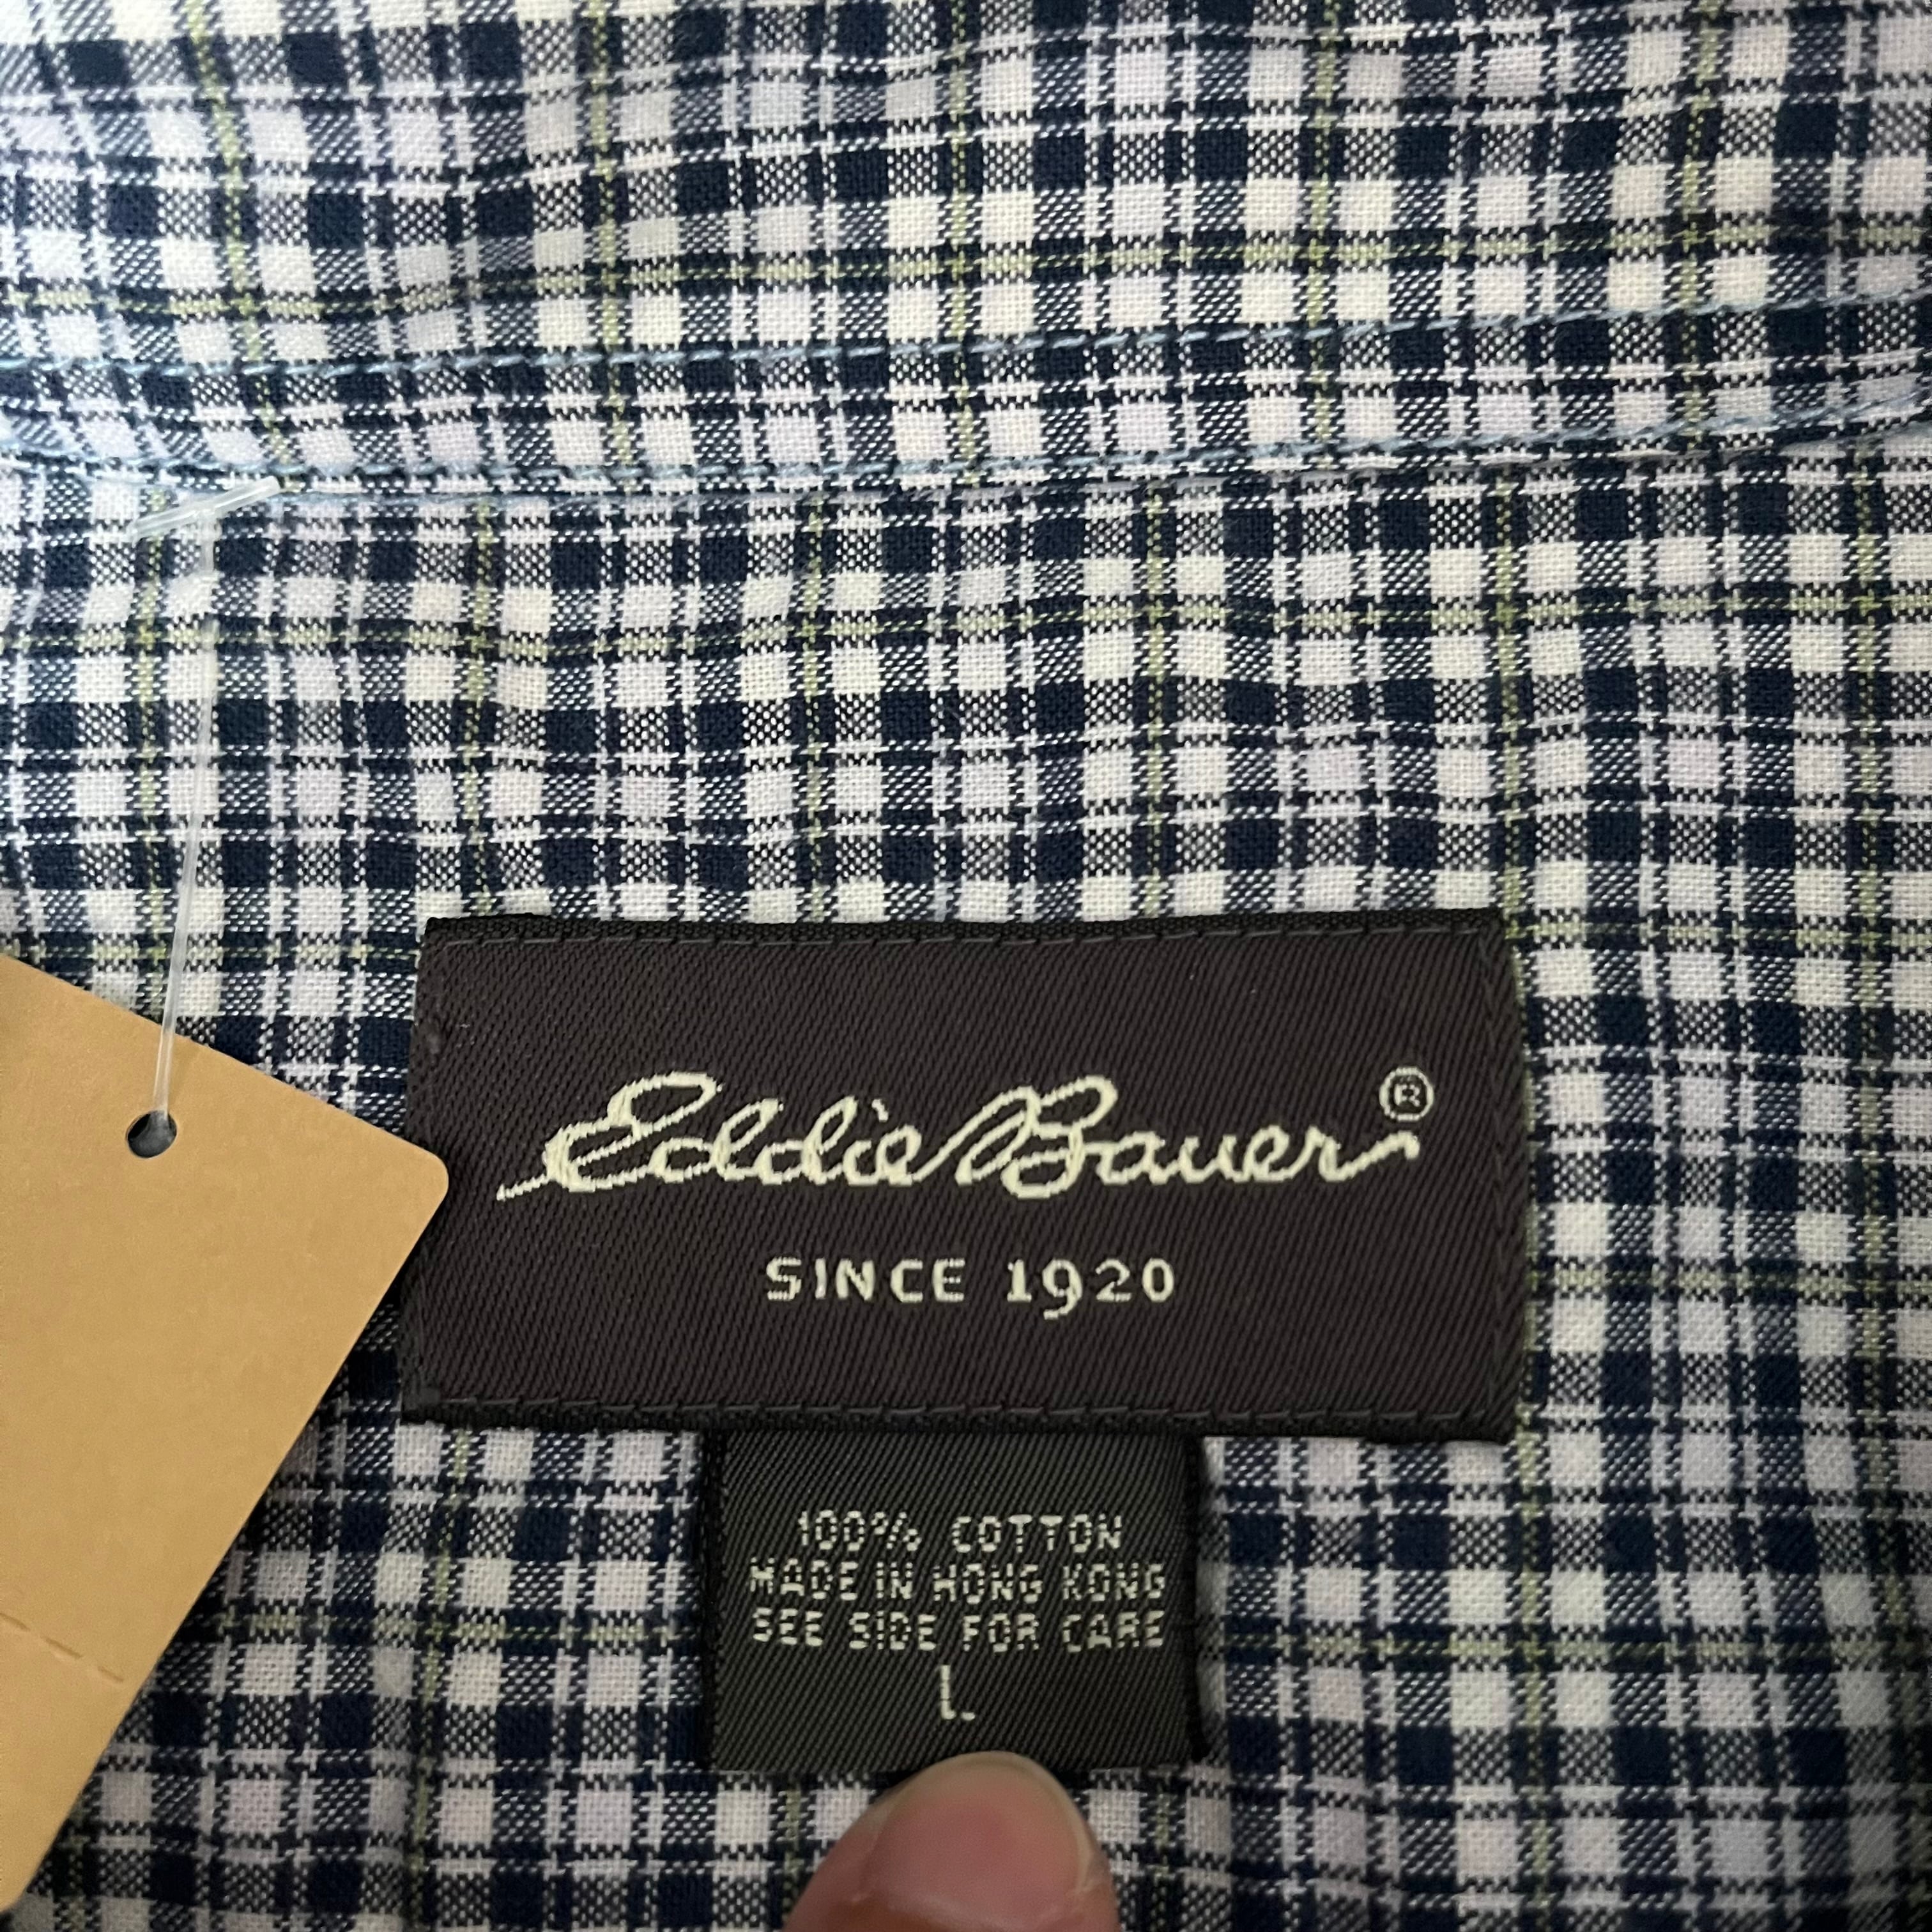 Eddie Bauer®
SINCE 1920
100% COTTON
MADE IN HONG KONG
SEE SIDE FOR CARE
L